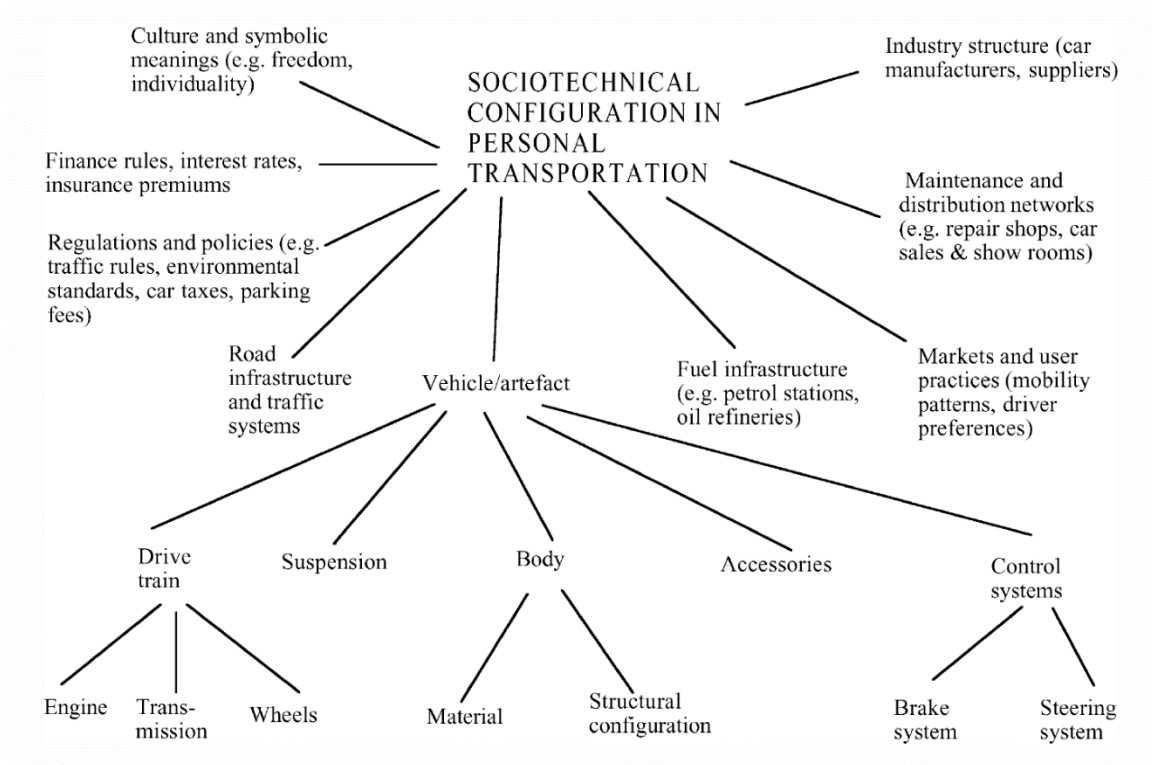 Culture and symbolic
meanings (e.g. freedom,
individuality)
SOCIOTECHNICAL
CONFIGURATION IN
PERSONAL
TRANSPORTATION
Industry structure (car
manufacturers, suppliers)
Finance rules, interest rates,
insurance premiums
Maintenance and
distribution networks
(e.g. repair shops, car
sales & show rooms)
Regulations and policies (e.g.
traffic rules, environmental
standards, car taxes, parking
fees)
Road
infrastructure
and traffic
systems
Vehicle/artefact
Fuel infrastructure
(e.g. petrol stations,
oil refineries)
Markets and user
practices (mobility
patterns, driver
preferences)
Drive
train
Suspension
Body
Accessories
Control
systems
Engine
Trans-
mission
Wheels
Material
Structural
configuration
Brake
system
Steering
system